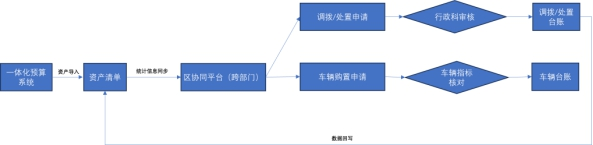 调拨/处置申请
行政科审核
调拨/处置
台账
一体化预算
系统
资产导入
资产清单
统计信息同步
区协同平台（跨部门）
车辆购置申请
车辆指标
核对
车辆台账
数据回写